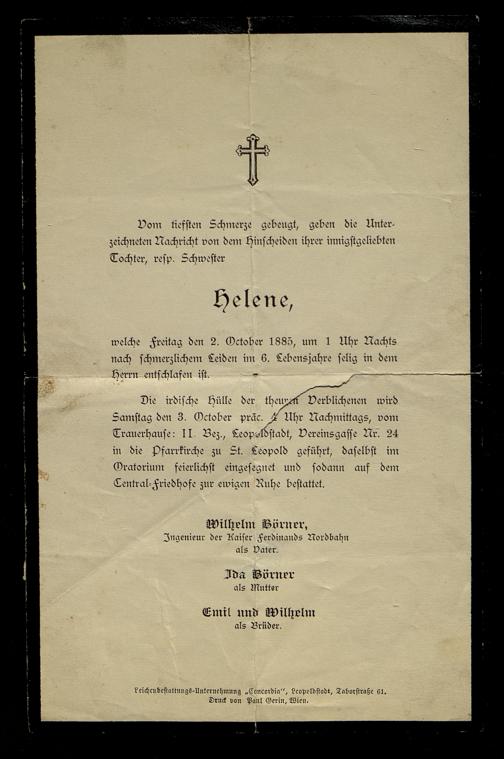 Vom tiefsten Schmerze gebeugt, geben die Unter-
zeichneten Nachricht von dem Hinscheiden ihrer innigstgeliebten
Tochter, resp. Schwester
Helene,
welche Freitag den 2. October 1885, um 1 Uhr Nachts
nach schmerzlichem Leiden im 6. Lebensjahre selig in dem
Herrn entschlafen ist.
Die irdische Hülle der theuren Verblichenen wird
Samstag den 3. October präc. 4 Uhr Nachmittags, vom
Trauerhause: II. Bez., Leopoldstadt, Vereinsgasse Nr. 24
in die Pfarrkirche zu St. Leopold geführt, daselbst im
Oratorium feierlichst eingesegnet und sodann auf dem
Central-Friedhofe zur ewigen Ruhe bestattet.
Wilhelm Börner,
Ingenieur der Kaiser Ferdinands Nordbahn
als Vater.
Ida Börner
als Mutter
Emil und Wilhelm
als Brüder.
Leichenbestattungs-Unternehmung „Concordia“, Leopoldstadt, Taborstraße 61.
Druck von Paul Gerin, Wien.